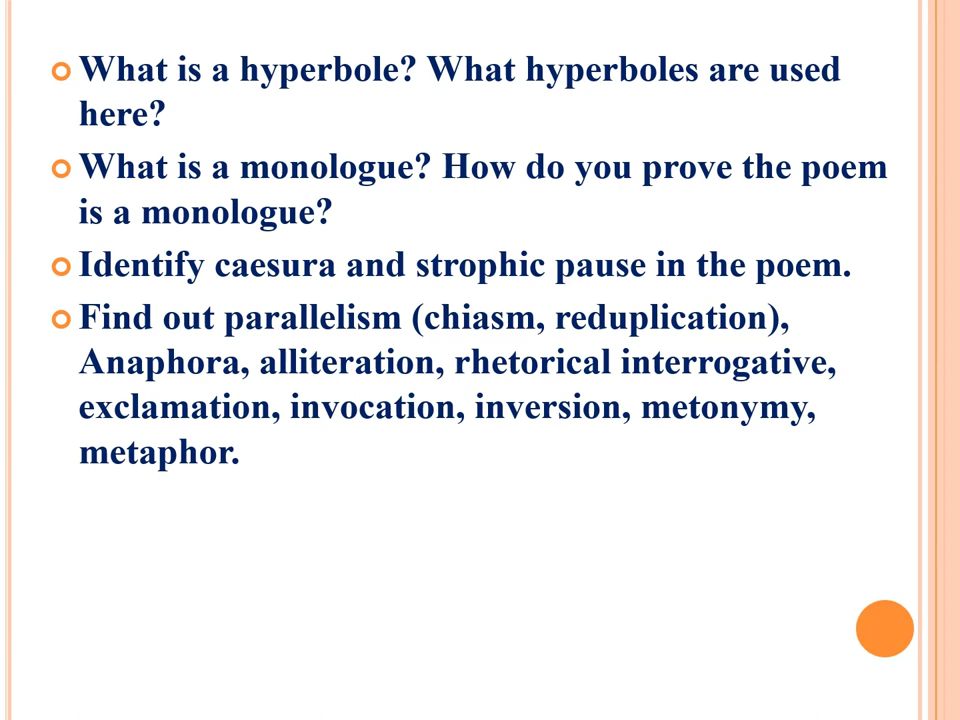 What is a hyperbole? What hyperboles are used
here?
What is a monologue? How do you prove the poem
is a monologue?
Identify caesura and strophic pause in the poem.
Find out parallelism (chiasm, reduplication),
Anaphora, alliteration, rhetorical interrogative,
exclamation, invocation, inversion, metonymy,
metaphor.